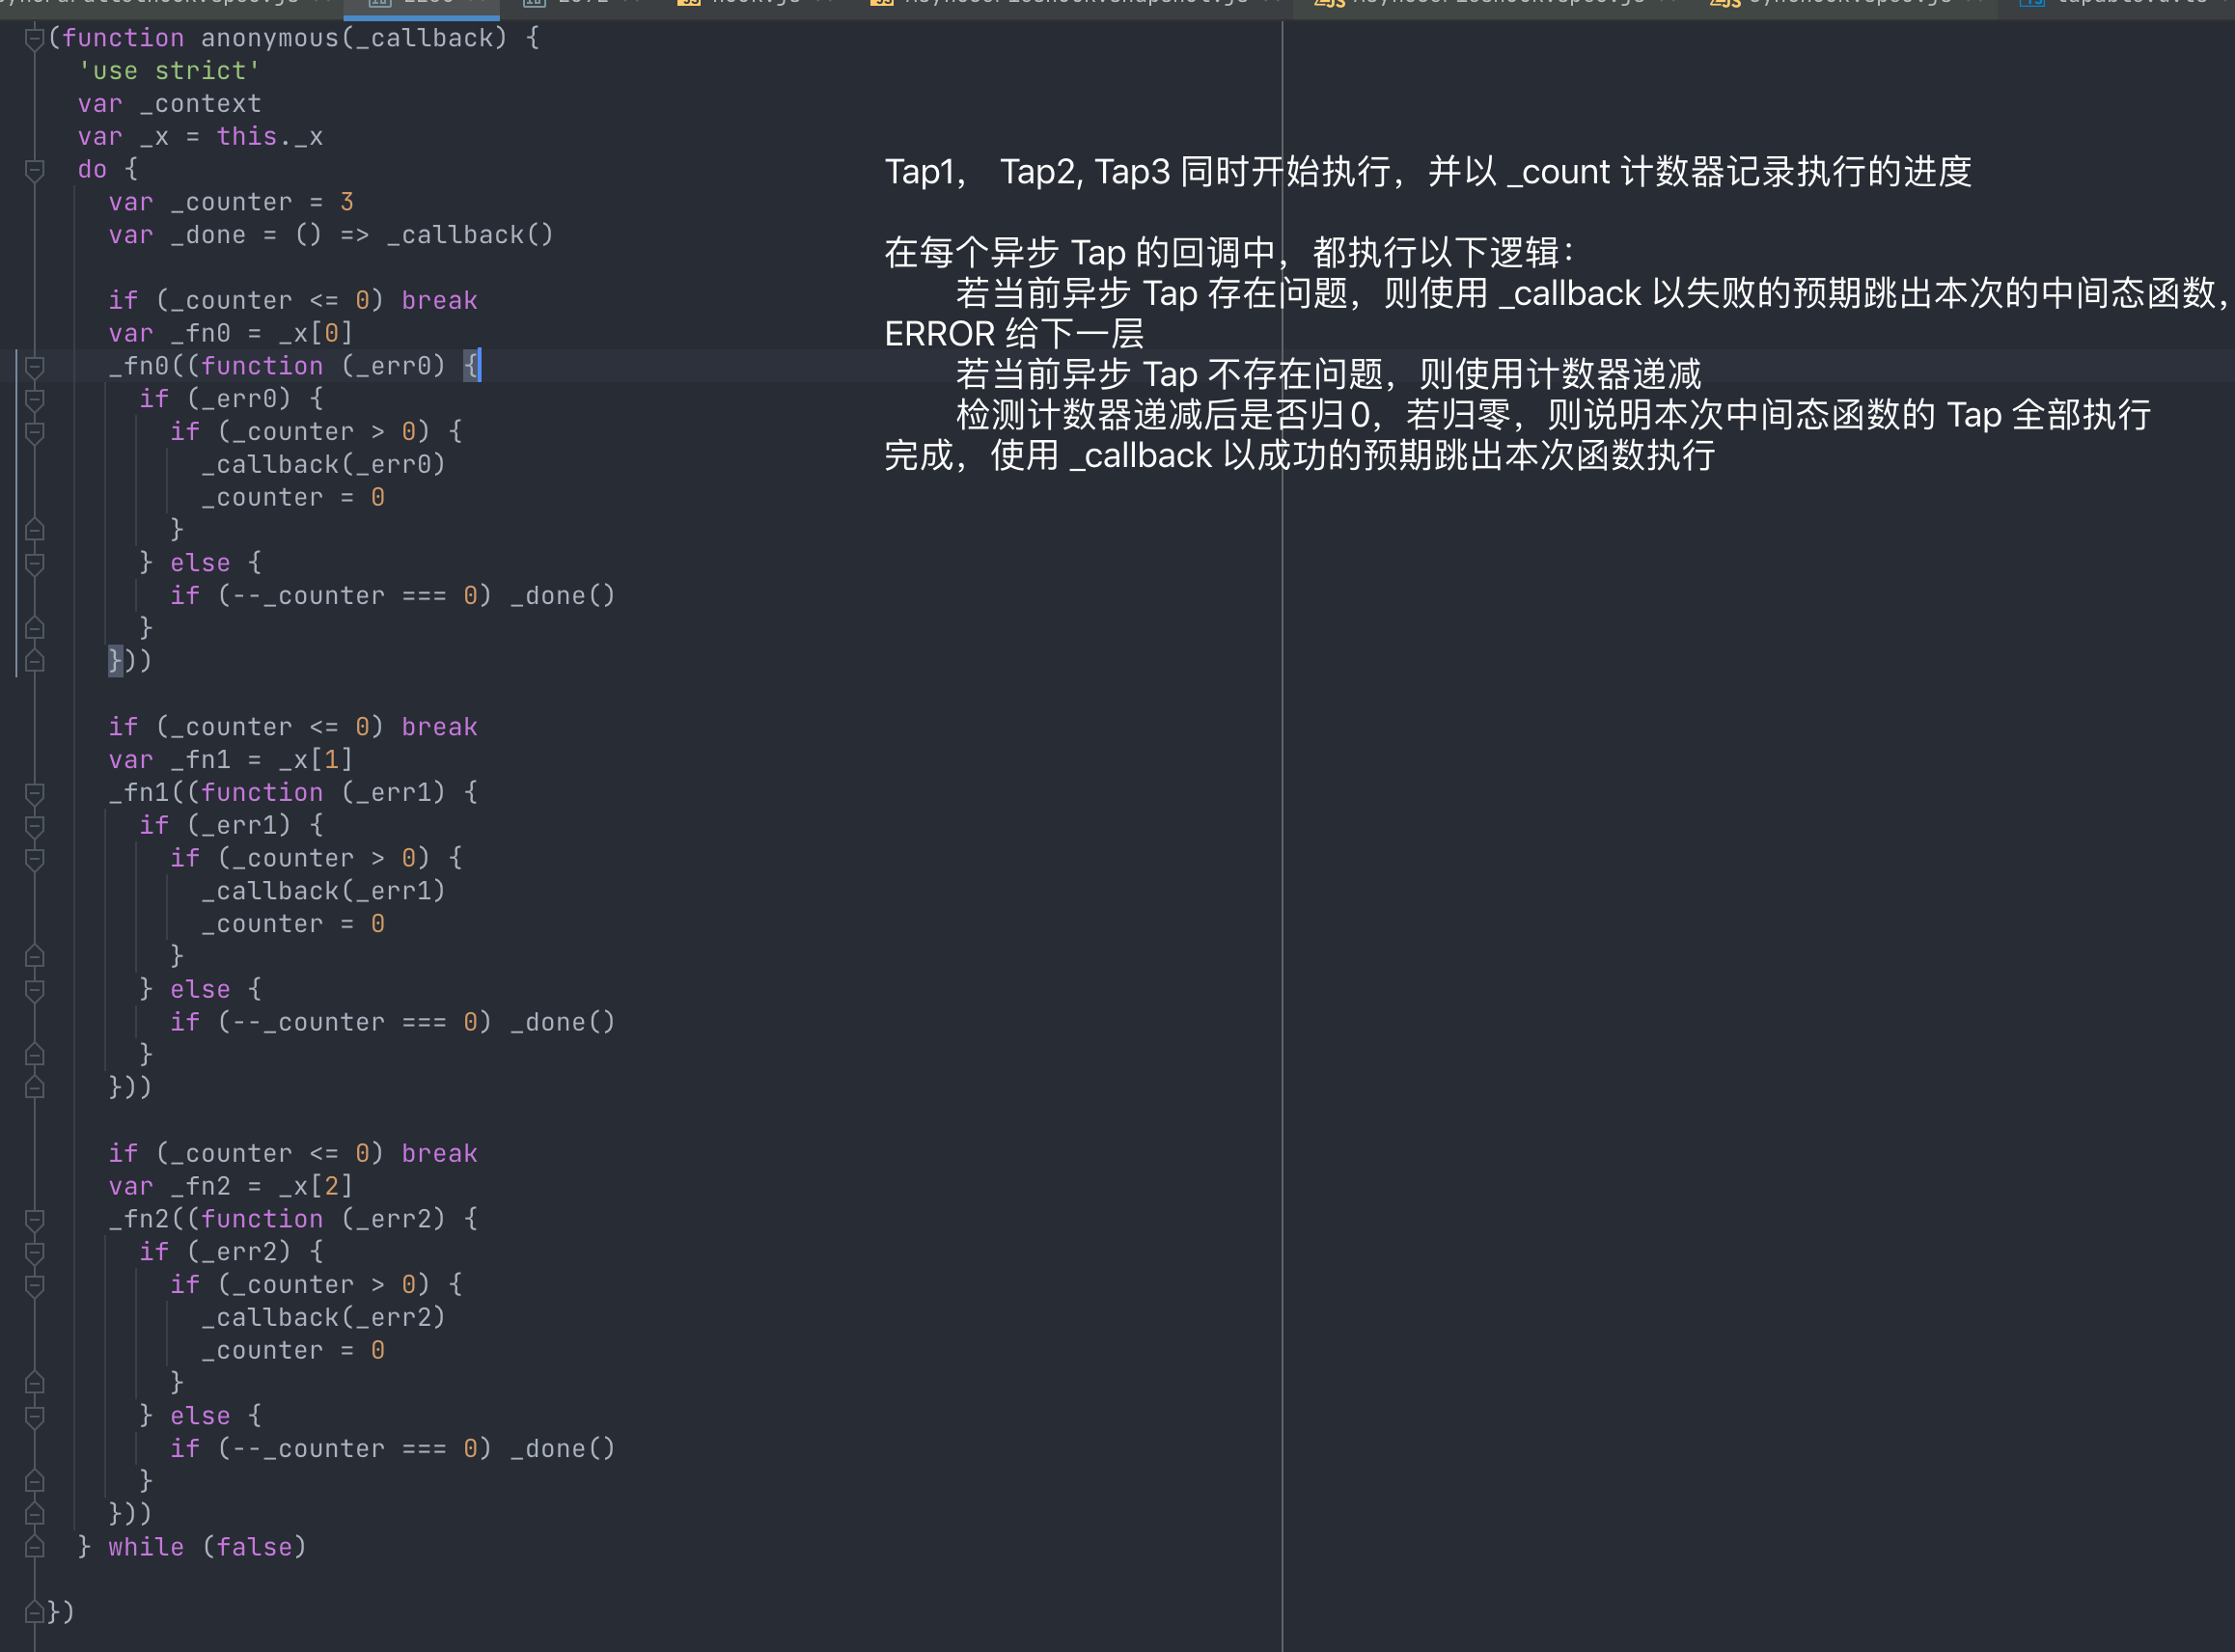 (function anonymous(_callback) {
'use strict'
var _context
var _x = this._x
do {
var _counter = 3
var _done = () => _callback()
if (_counter <= 0) break
var _fn0 = _x[0]
_fn0((function (_err0) {
if (_err0) {
if (_counter > 0) {
_callback(_err0)
_counter = 0
}
} else {
if (--_counter === 0) _done()
}
}))
if (_counter <= 0) break
var _fn1 = _x[1]
_fn1((function (_err1) {
if (_err1) {
if (_counter > 0) {
_callback(_err1)
_counter = 0
}
} else {
if (--_counter === 0) _done()
}
}))
if (_counter <= 0) break
var _fn2 = _x[2]
_fn2((function (_err2) {
if (_err2) {
if (_counter > 0) {
_callback(_err2)
_counter = 0
}
} else {
if (--_counter === 0) _done()
}
}))
} while (false)
})
Tap1， Tap2, Tap3 同时开始执行，并以 _count 计数器记录执行的进度
在每个异步 Tap 的回调中，都执行以下逻辑：
若当前异步 Tap 存在问题，则使用 _callback 以失败的预期跳出本次的中间态函数，
ERROR 给下一层
若当前异步 Tap 不存在问题，则使用计数器递减
检测计数器递减后是否归0，若归零，则说明本次中间态函数的 Tap 全部执行
完成，使用 _callback 以成功的预期跳出本次函数执行